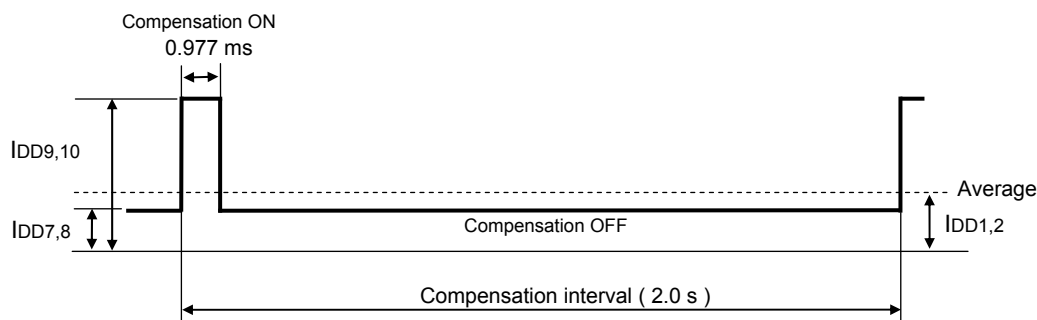 Compensation ON
0.977 ms
IDD9,10
Average
IDD7,8
Compensation OFF
IDD1,2
Compensation interval ( 2.0 s )